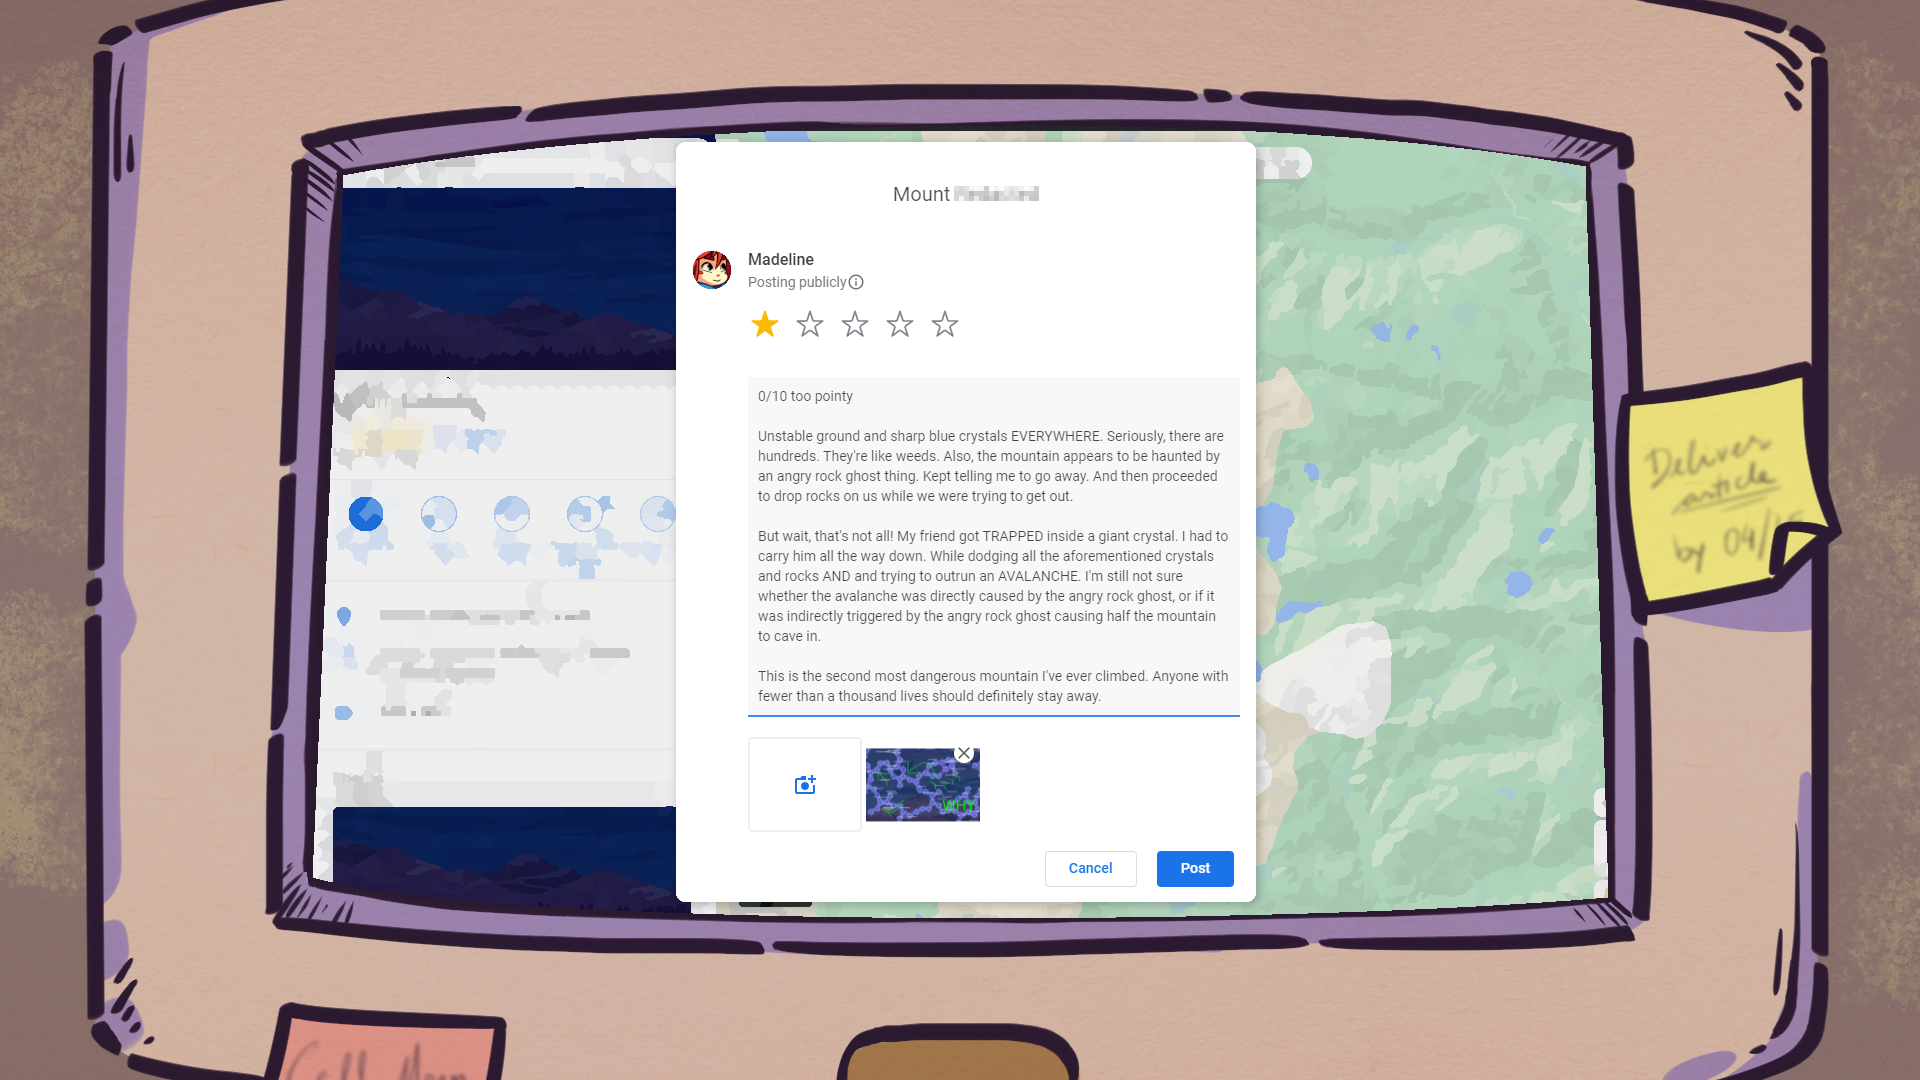 Mount
Madeline
Posting publicly
0/10 too pointy
Unstable ground and sharp blue crystals EVERYWHERE. Seriously, there are
hundreds. They're like weeds. Also, the mountain appears to be haunted by
an angry rock ghost thing. Kept telling me to go away. And then proceeded
to drop rocks on us while we were trying to get out.
But wait, that's not all! My friend got TRAPPED inside a giant crystal. I had to
carry him all the way down. While dodging all the aforementioned crystals
and rocks AND and trying to outrun an AVALANCHE. I'm still not sure
whether the avalanche was directly caused by the angry rock ghost, or if it
was indirectly triggered by the angry rock ghost causing half the mountain
to cave in.
This is the second most dangerous mountain I've ever climbed. Anyone with
fewer than a thousand lives should definitely stay away.
WHY
Cancel
Post
Deliver
article
by 04/
Call Mom